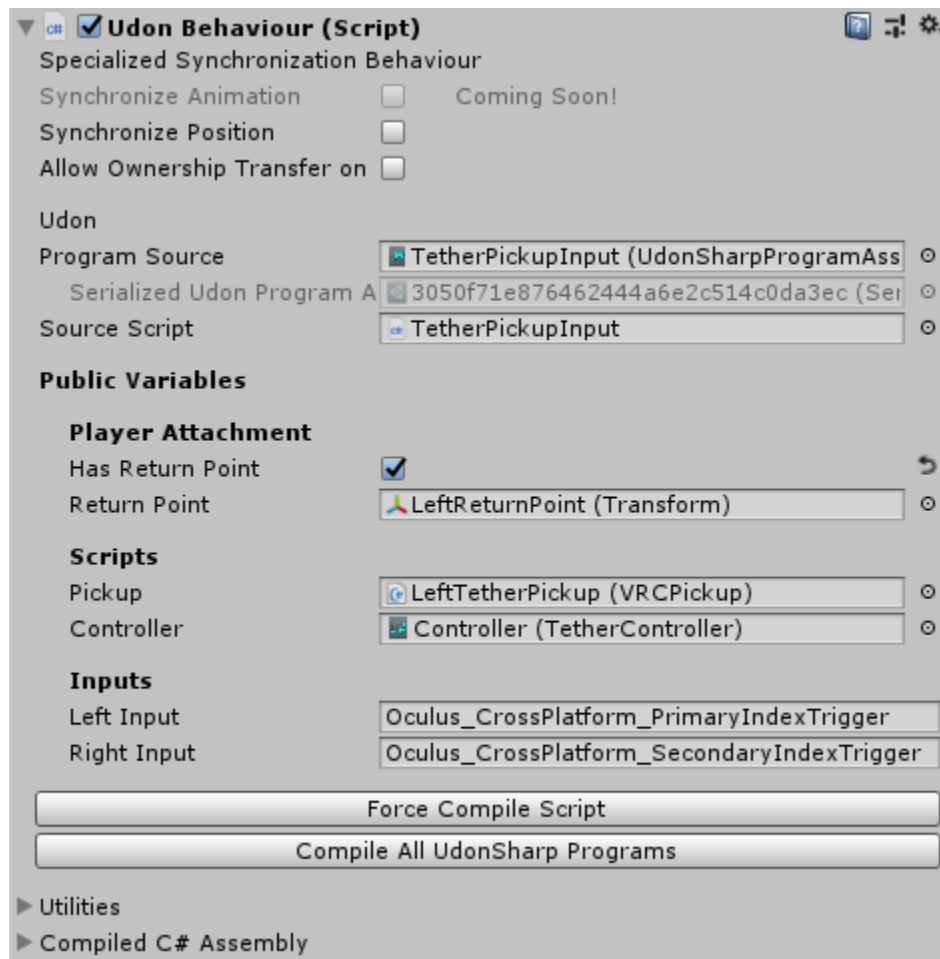 Udon Behaviour (Script)
Specialized Synchronization Behaviour
Synchronize Animation Coming Soon!
Synchronize Position
Allow Ownership Transfer on
Udon
Program Source TetherPickupInput (UdonSharpProgramAss
Serialized Udon Program A 3050f71e876462444a6e2c514c0da3ec (Ser
Source Script TetherPickupInput
Public Variables
Player Attachment
Has Return Point
Return Point LeftReturnPoint (Transform)
Scripts
Pickup LeftTetherPickup (VRCPickup)
Controller Controller (TetherController)
Inputs
Left Input Oculus_CrossPlatform_PrimaryIndexTrigger
Right Input Oculus_CrossPlatform_SecondaryIndexTrigger
Force Compile Script
Compile All UdonSharp Programs
Utilities
Compiled C# Assembly